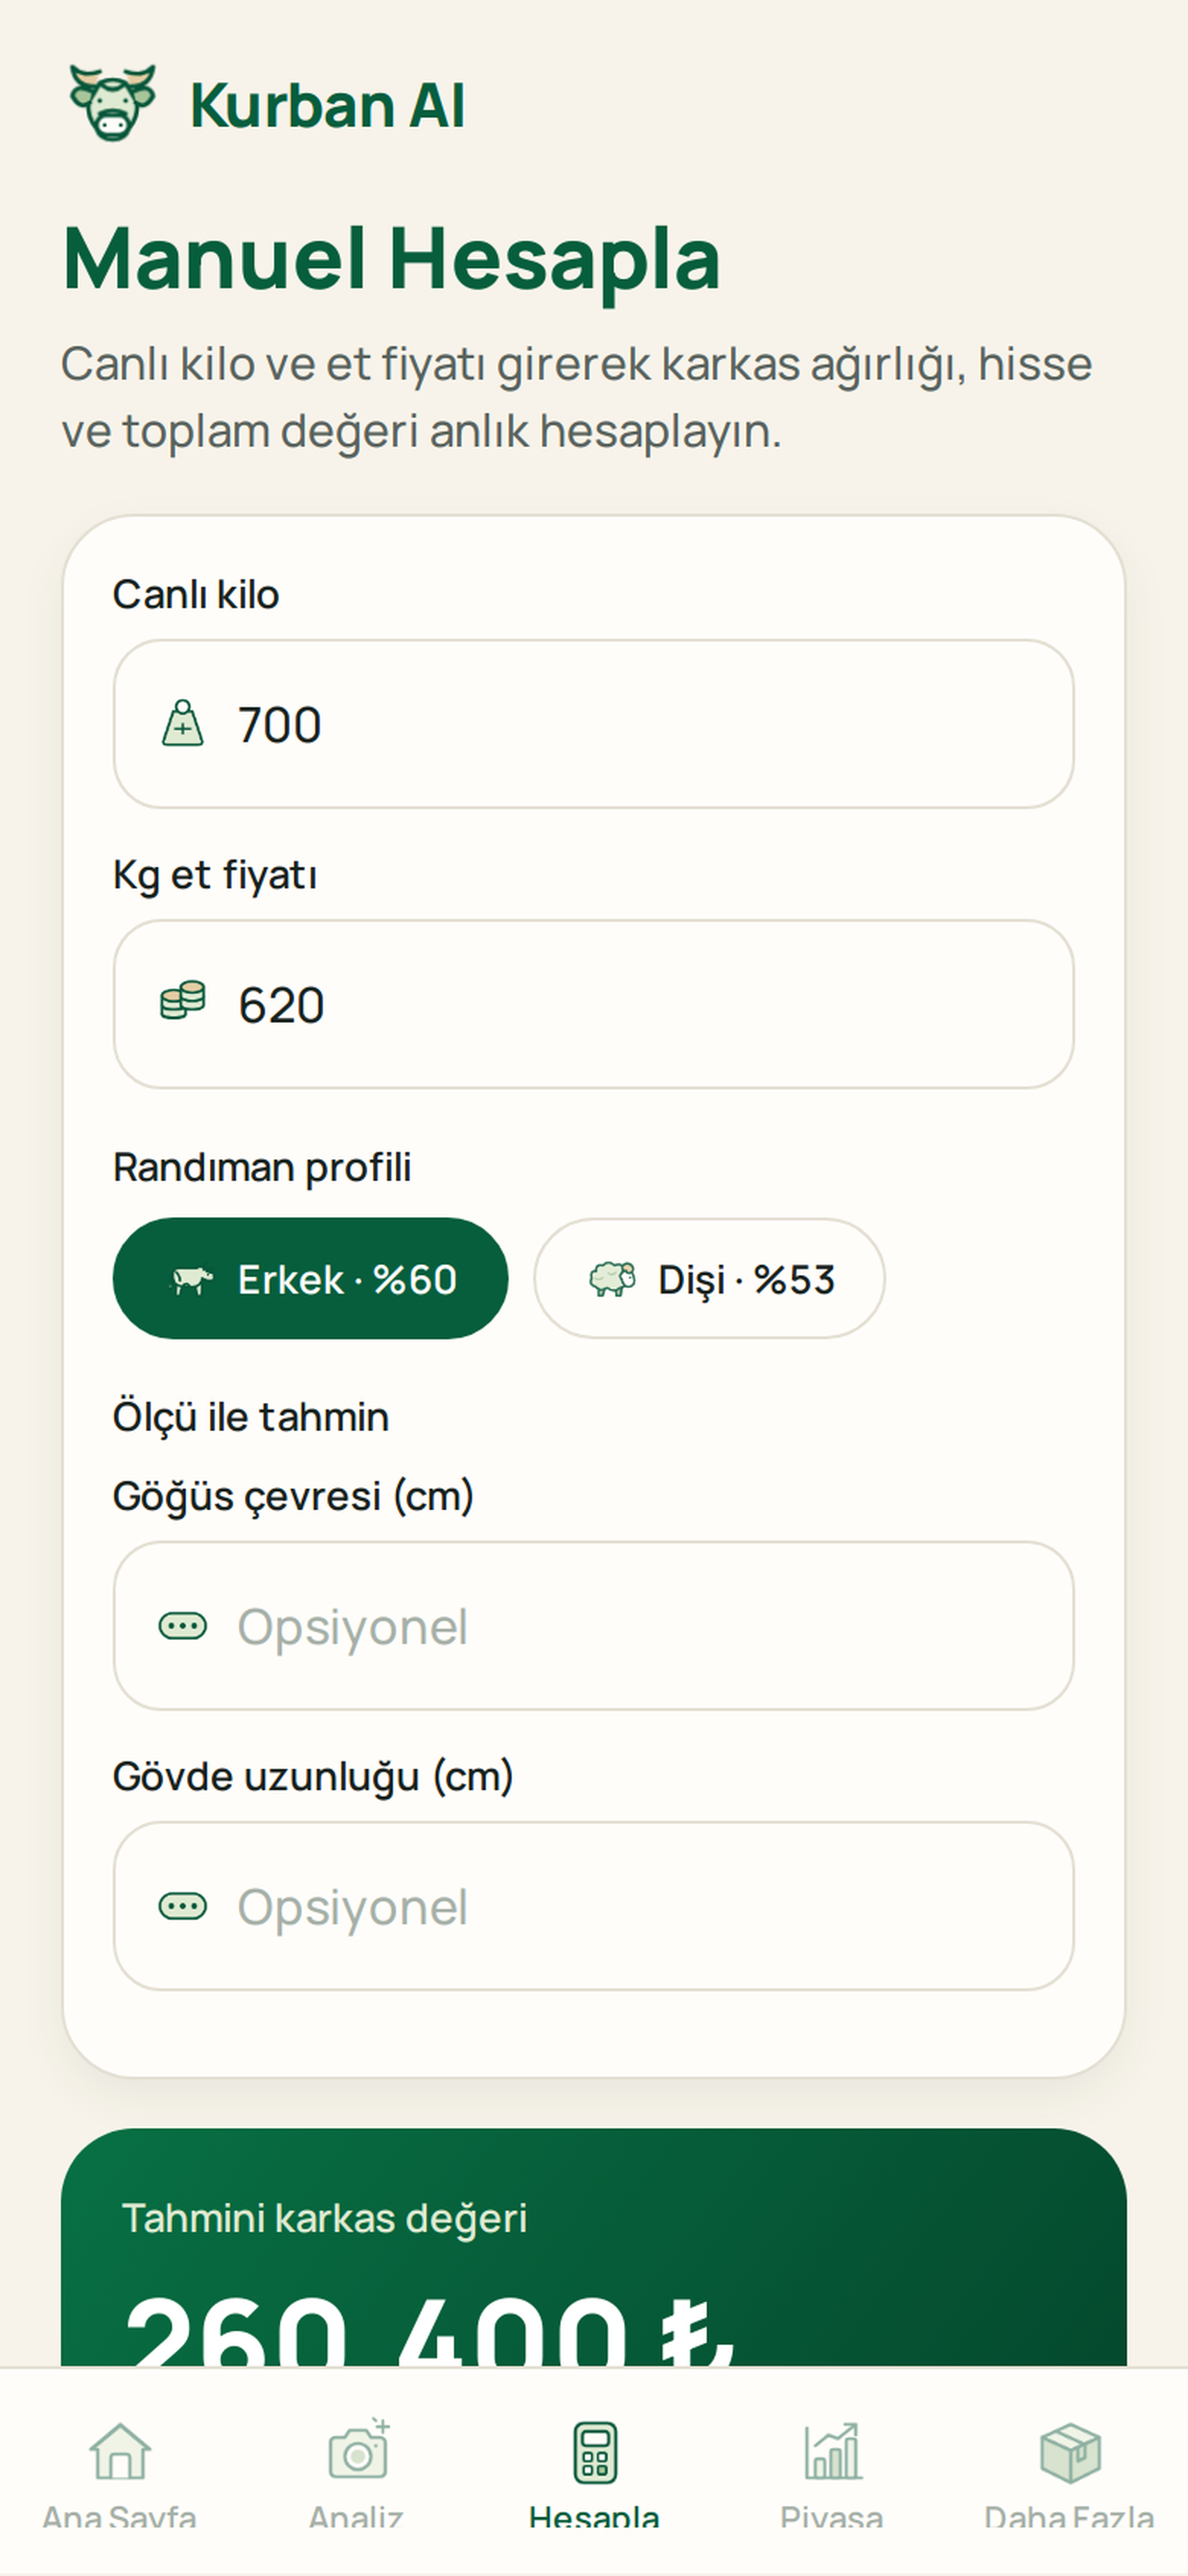 Kurban AI
Manuel Hesapla
Canlı kilo ve et fiyatı girerek karkas ağırlığı, hisse
ve toplam değeri anlık hesaplayın.
Canlı kilo
700
Kg et fiyatı
620
Randıman profili
Erkek · %60
Dişi · %53
Ölçü ile tahmin
Göğüs çevresi (cm)
Opsiyonel
Gövde uzunluğu (cm)
Opsiyonel
Tahmini karkas değeri
260.400 ₺
Ana Sayfa
Analiz
Hesapla
Piyasa
Daha Fazla